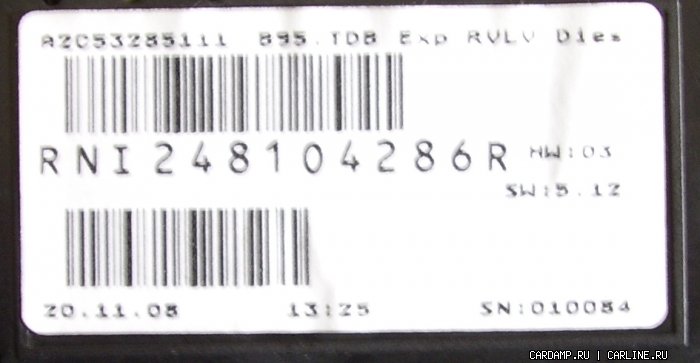 A2C53285111 B95.TDB Exp RVLV Dies
RNI248104286R HW:03
SW:5.12
20.11.08 13:25 SN:010084
CARDAMP.RU | CARLINE.RU